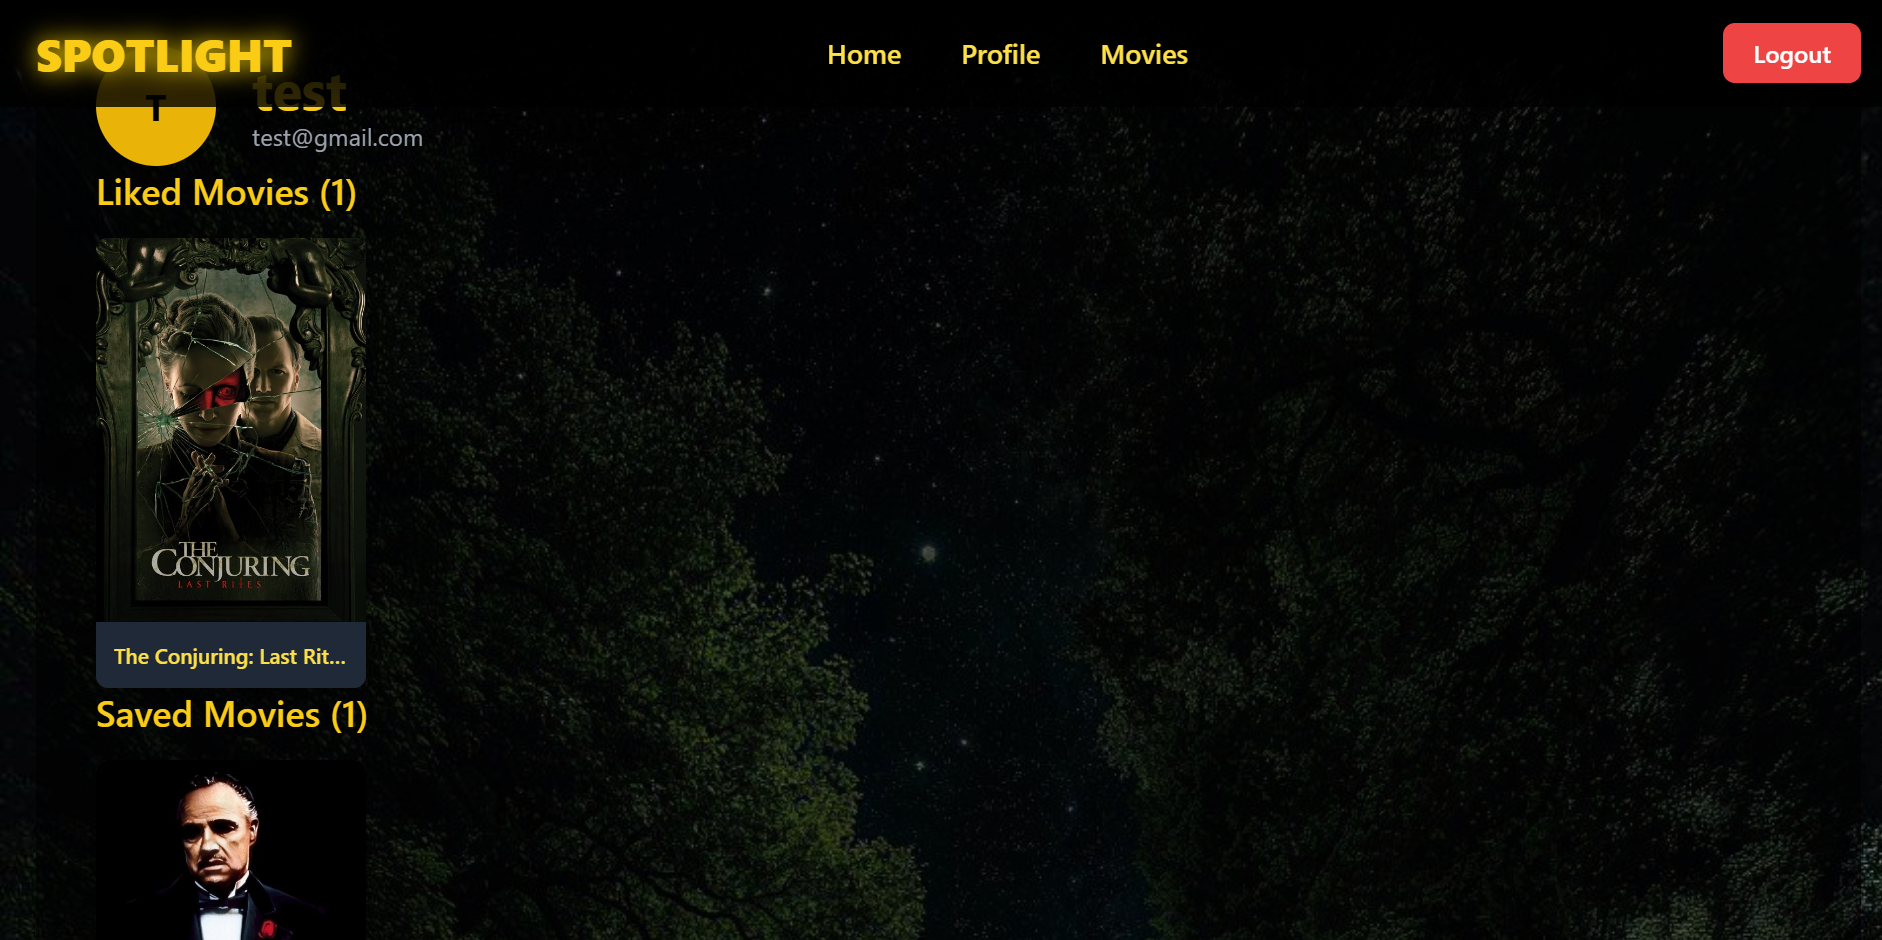 SPOTLIGHT
Home
Profile
Movies
Logout
T
test
test@gmail.com
Liked Movies (1)
THE
CONJURING
LAST RITES
The Conjuring: Last Rit...
Saved Movies (1)